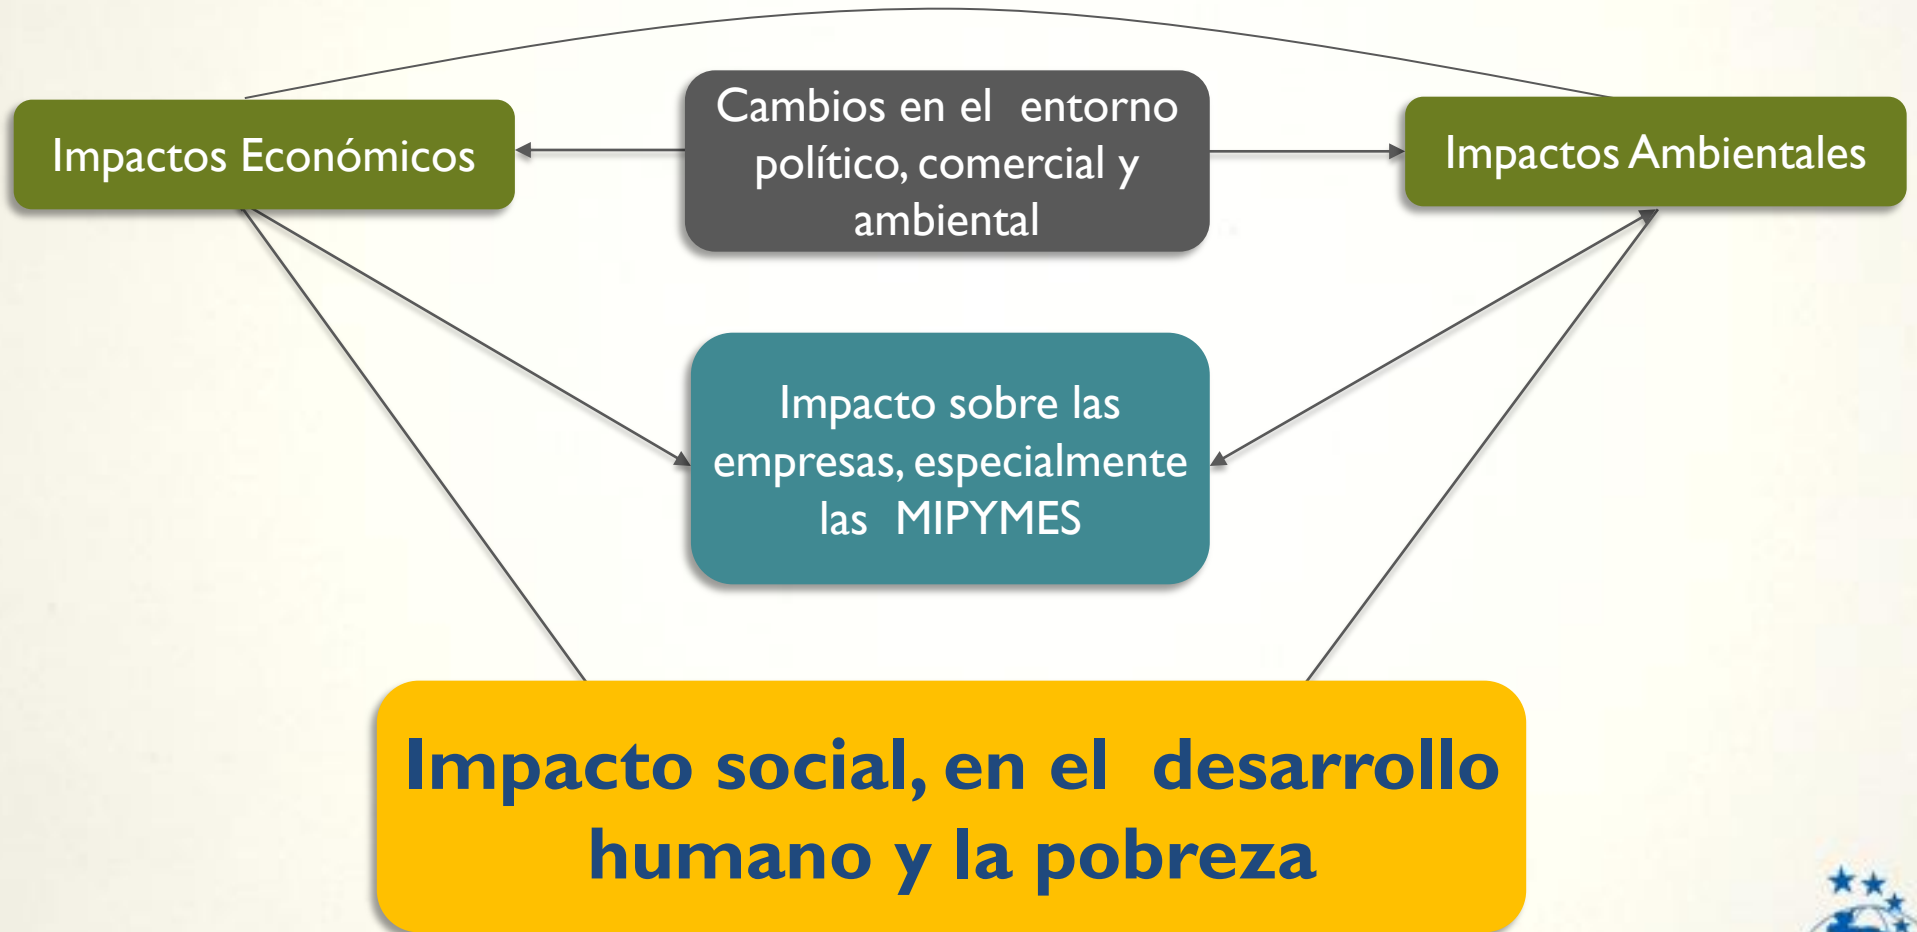 Impactos Económicos
Cambios en el entorno
político, comercial y
ambiental
Impactos Ambientales
Impacto sobre las
empresas, especialmente
las MIPYMES
Impacto social, en el desarrollo
humano y la pobreza